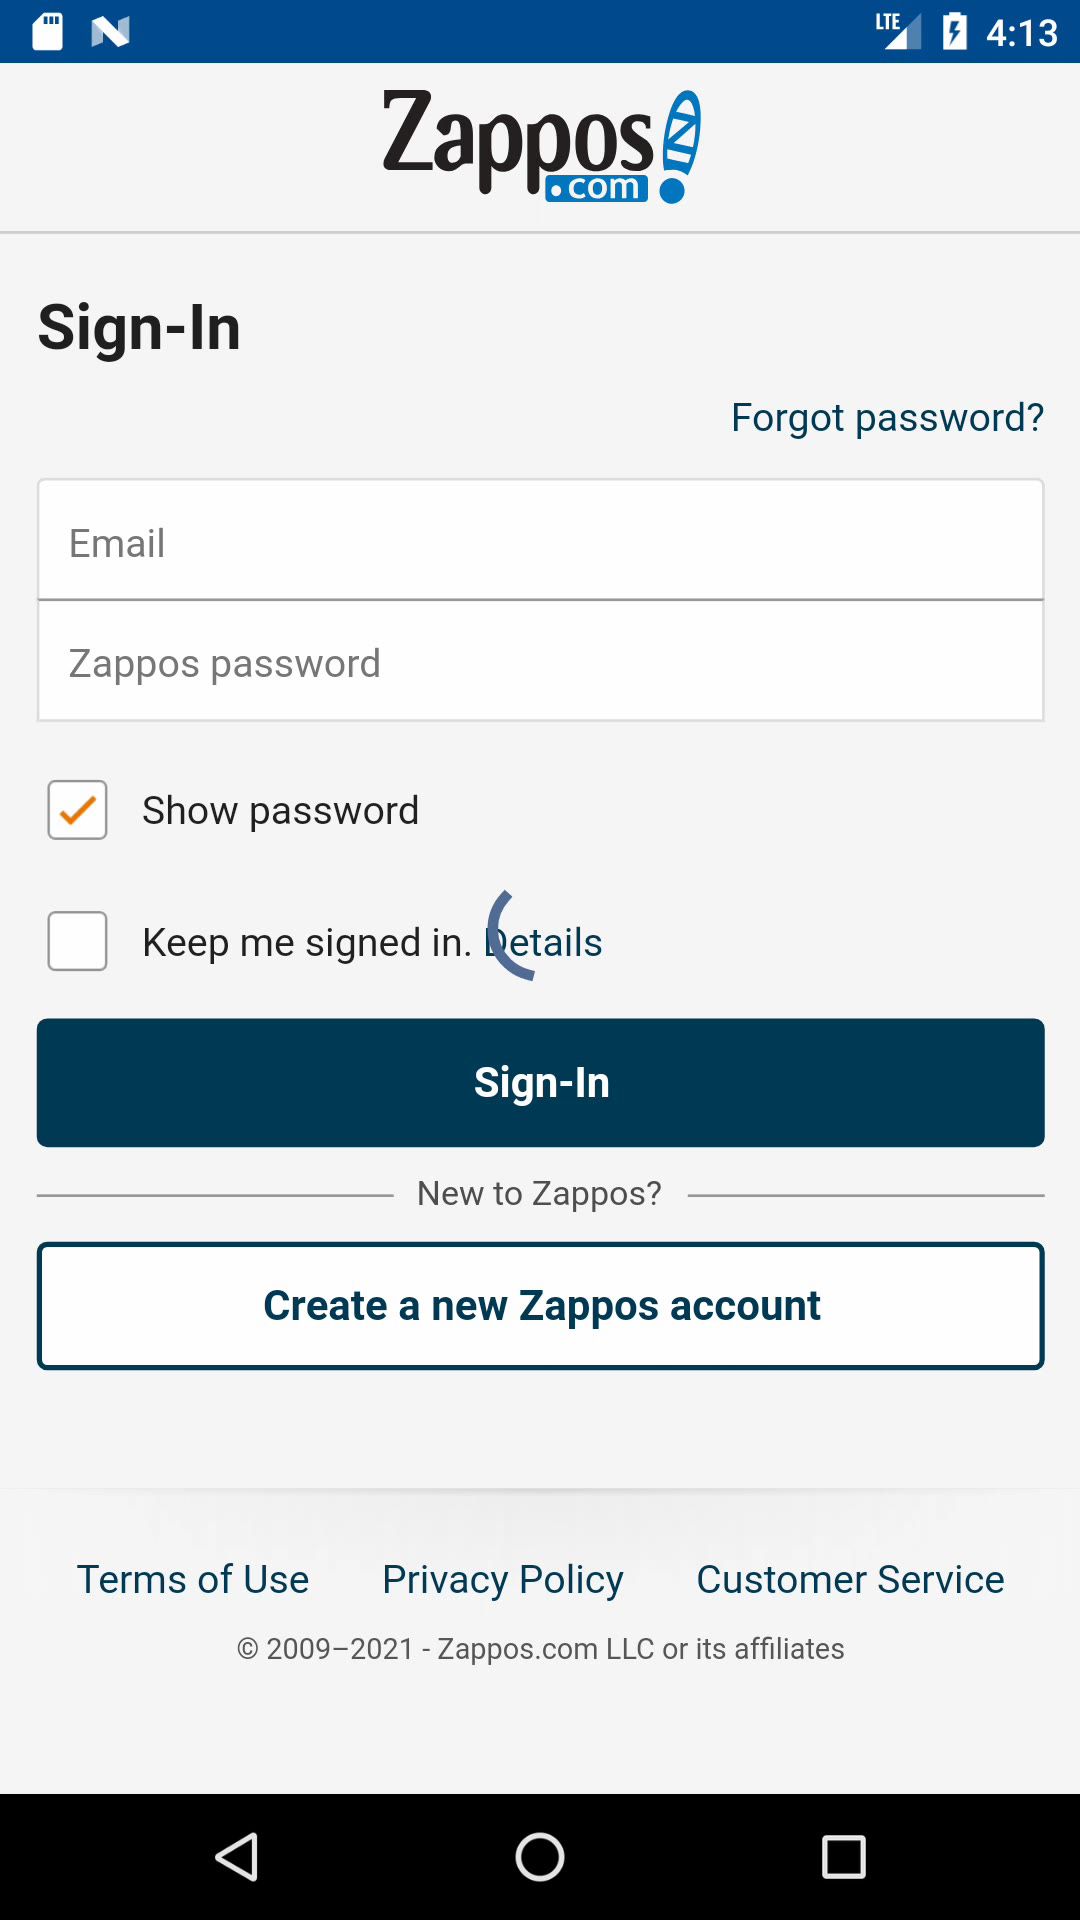 LTE 4:13
Zappos
.com
Sign-In
Forgot password?
Email
Zappos password
Show password
Keep me signed in. Details
Sign-In
New to Zappos?
Create a new Zappos account
Terms of Use Privacy Policy Customer Service
© 2009–2021 - Zappos.com LLC or its affiliates